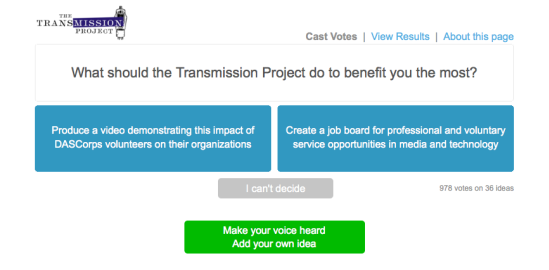 THE
TRANSMISSION
PROJECT
Cast Votes | View Results | About this page
What should the Transmission Project do to benefit you the most?
Produce a video demonstrating this impact of
DASCorps volunteers on their organizations
Create a job board for professional and voluntary
service opportunities in media and technology
I can't decide
978 votes on 36 ideas
Make your voice heard
Add your own idea